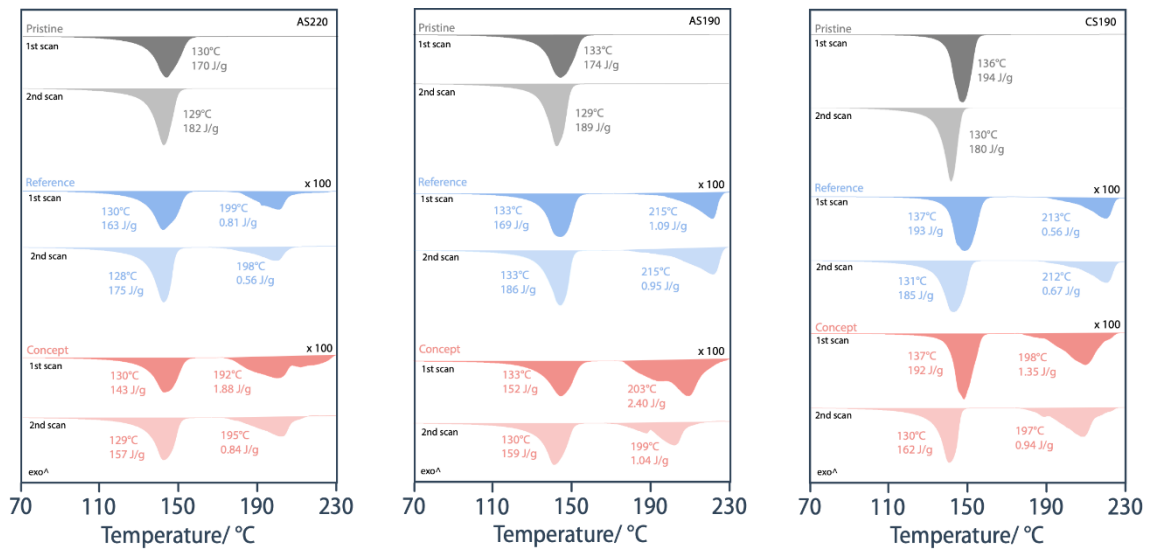 AS220
Pristine
1st scan
130°C
170 J/g
2nd scan
129°C
182 J/g
Reference
x 100
1st scan
130°C
163 J/g
199°C
0.81 J/g
2nd scan
128°C
175 J/g
198°C
0.56 J/g
Concept
x 100
1st scan
130°C
143 J/g
192°C
1.88 J/g
2nd scan
129°C
157 J/g
195°C
0.84 J/g
exo^
70 110 150 190 230
Temperature/ °C
AS190
Pristine
1st scan
133°C
174 J/g
2nd scan
129°C
189 J/g
Reference
x 100
1st scan
133°C
169 J/g
215°C
1.09 J/g
2nd scan
133°C
186 J/g
215°C
0.95 J/g
Concept
x 100
1st scan
133°C
152 J/g
203°C
2.40 J/g
2nd scan
130°C
159 J/g
199°C
1.04 J/g
exo^
70 110 150 190 230
Temperature/ °C
CS190
Pristine
1st scan
136°C
194 J/g
2nd scan
130°C
180 J/g
Reference
x 100
1st scan
137°C
193 J/g
213°C
0.56 J/g
2nd scan
131°C
185 J/g
212°C
0.67 J/g
Concept
x 100
1st scan
137°C
192 J/g
198°C
1.35 J/g
2nd scan
130°C
162 J/g
197°C
0.94 J/g
exo^
70 110 150 190 230
Temperature/ °C